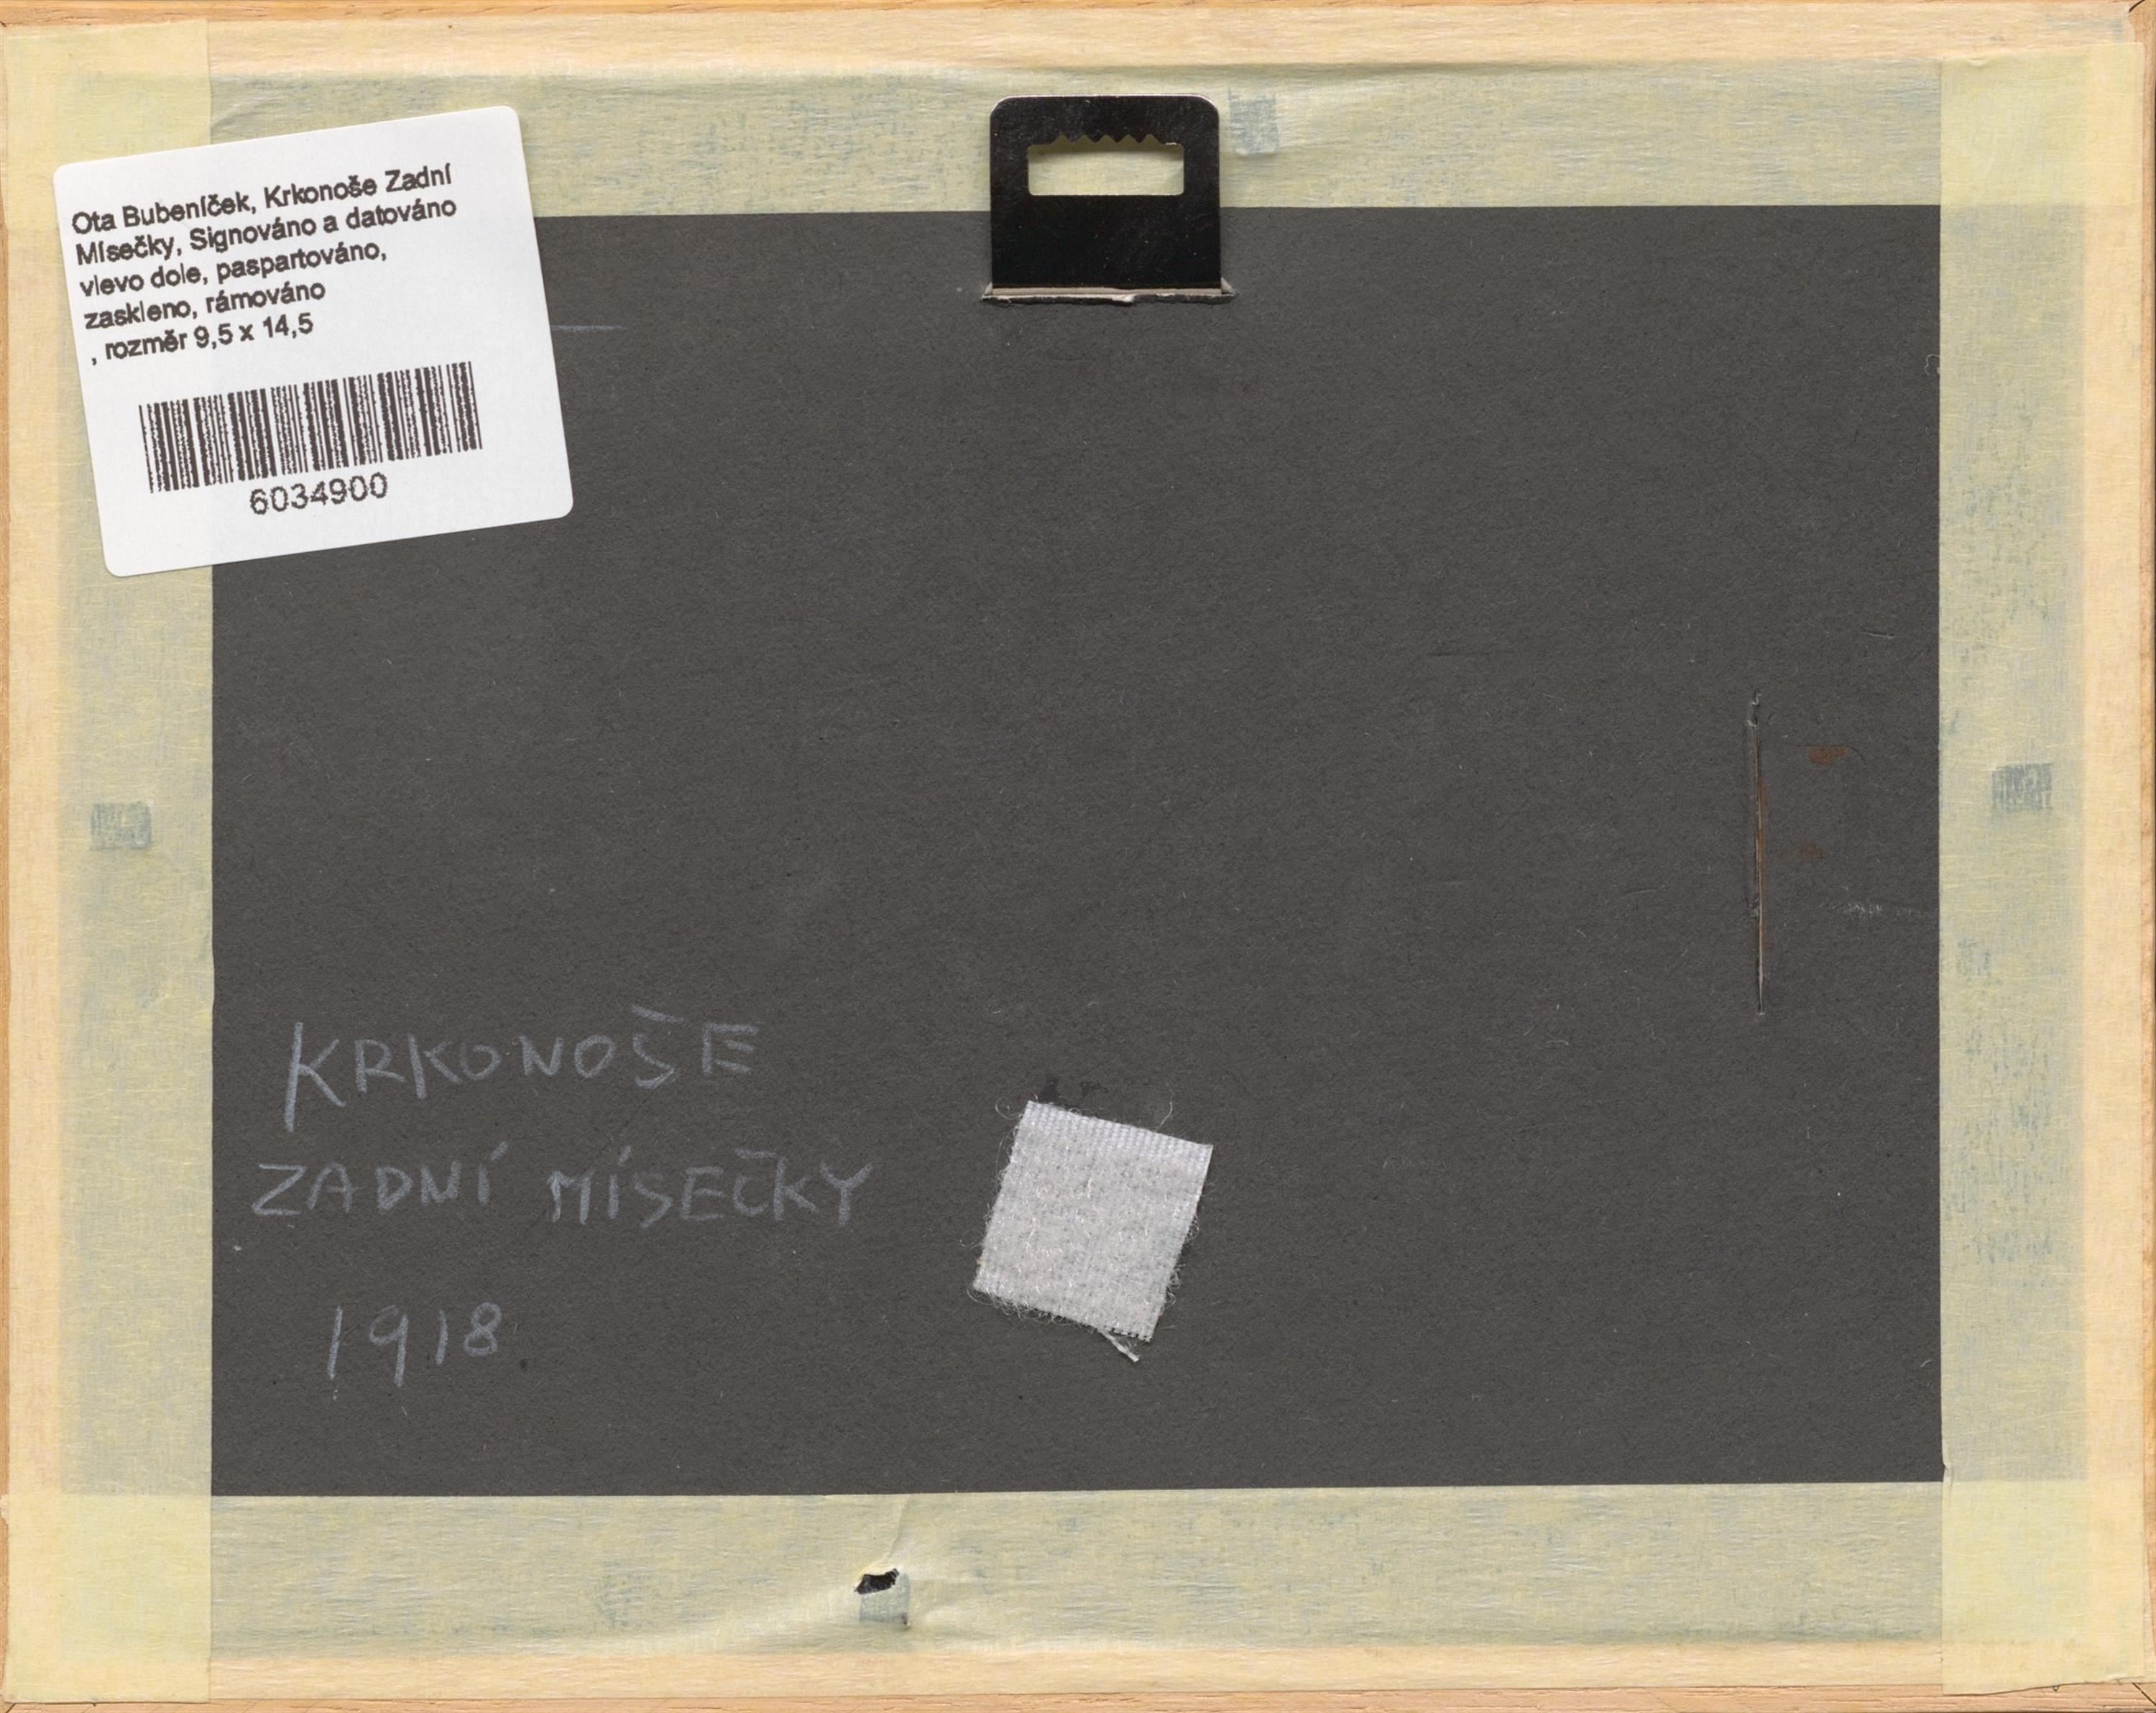 Ota Bubeníček, Krkonoše Zadní
Mísečky, Signováno a datováno
vlevo dole, paspartováno,
zaskleno, rámováno
, rozměr 9,5 x 14,5
6034900
KRKONOŠE
ZADNÍ MÍSEČKY
1918